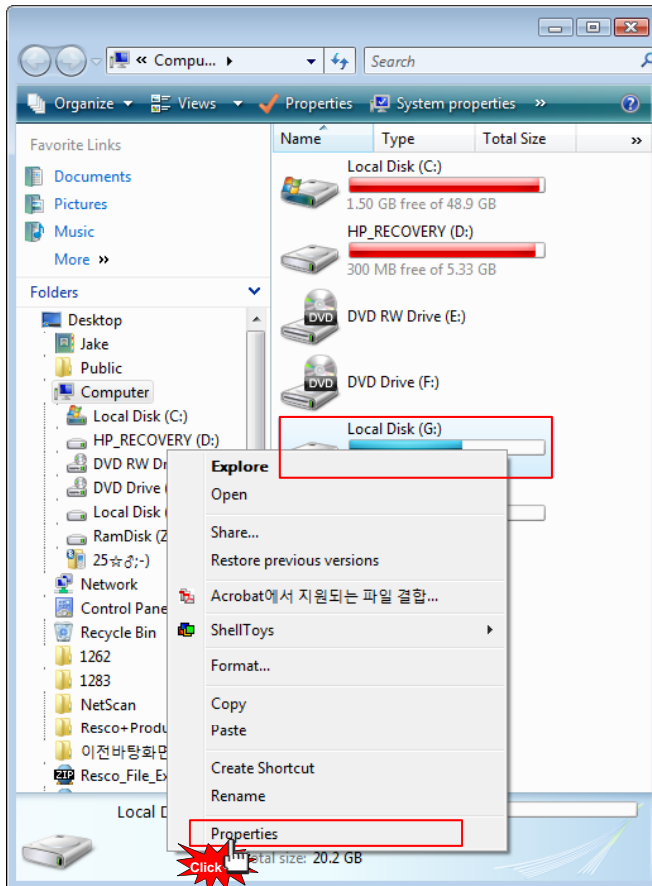 « Compu...
Search
Organize Views Properties System properties »
Favorite Links
Documents
Pictures
Music
More »
Folders
Desktop
Jake
Public
Computer
Local Disk (C:)
HP_RECOVERY (D:)
DVD RW Dr
DVD Drive
Local Disk
RamDisk (Z
25☆♂;-)
Network
Control Pane
Recycle Bin
1262
1283
NetScan
Resco+Produ
이전바탕화면
Resco_File_Ex
Name Type Total Size »
Local Disk (C:)
1.50 GB free of 48.9 GB
HP_RECOVERY (D:)
300 MB free of 5.33 GB
DVD RW Drive (E:)
DVD Drive (F:)
Local Disk (G:)
Explore
Open
Share...
Restore previous versions
Acrobat에서 지원되는 파일 결합...
ShellToys
Format...
Copy
Paste
Create Shortcut
Rename
Properties
Click
Local D
total size: 20.2 GB